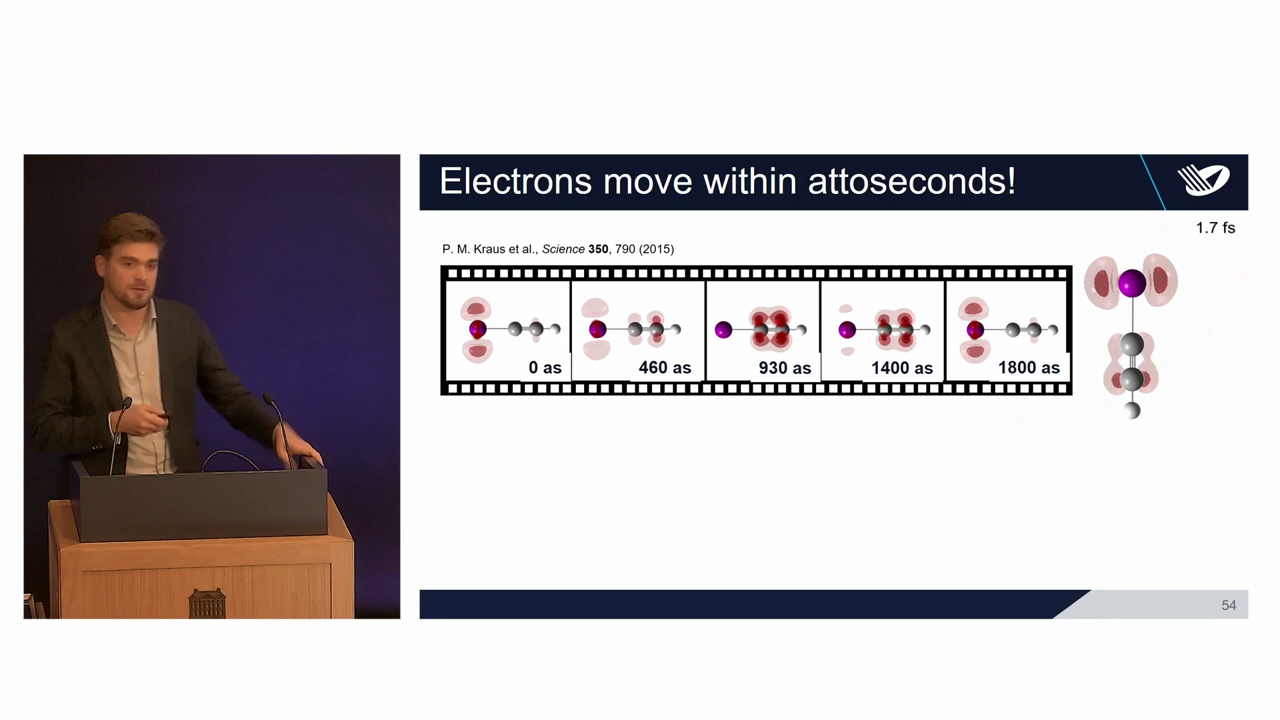 Electrons move within attoseconds!
1.7 fs
P. M. Kraus et al., Science 350, 790 (2015)
0 as
460 as
930 as
1400 as
1800 as
54